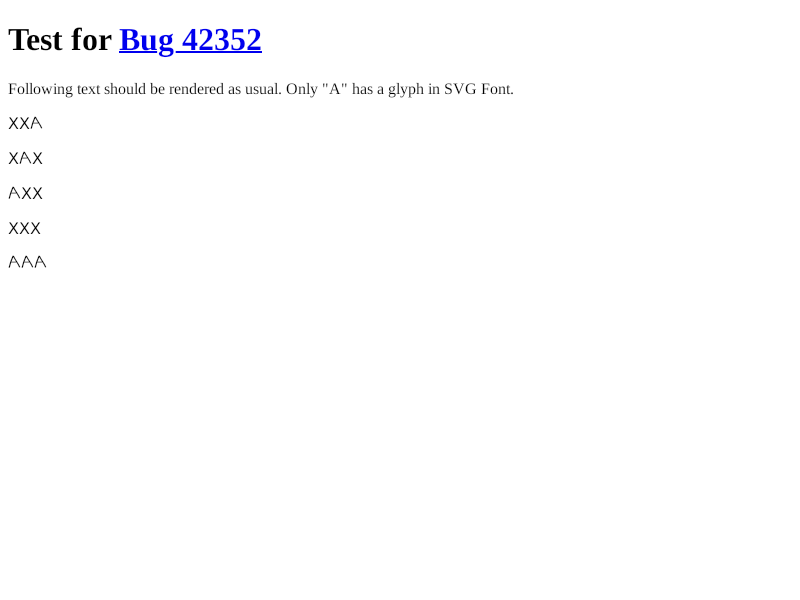 Test for Bug 42352
Following text should be rendered as usual. Only "A" has a glyph in SVG Font.
XXA
XAX
AXX
XXX
AAA